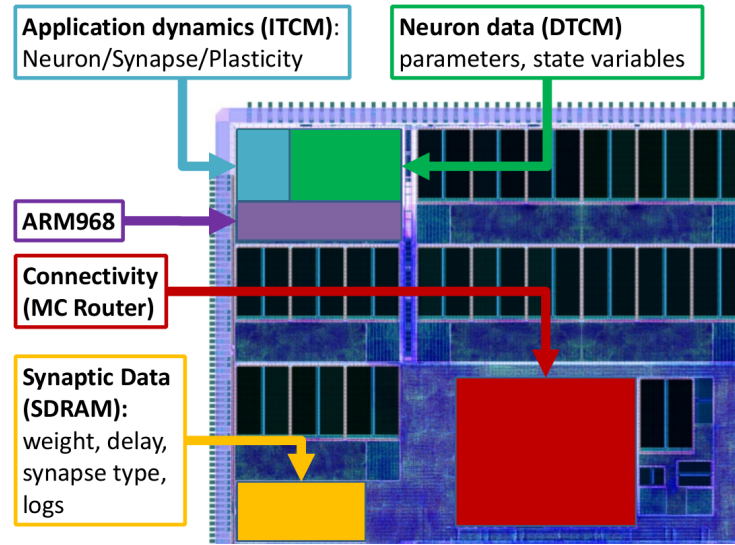 Application dynamics (ITCM):
Neuron/Synapse/Plasticity
Neuron data (DTCM)
parameters, state variables
ARM968
Connectivity
(MC Router)
Synaptic Data
(SDRAM):
weight, delay,
synapse type,
logs